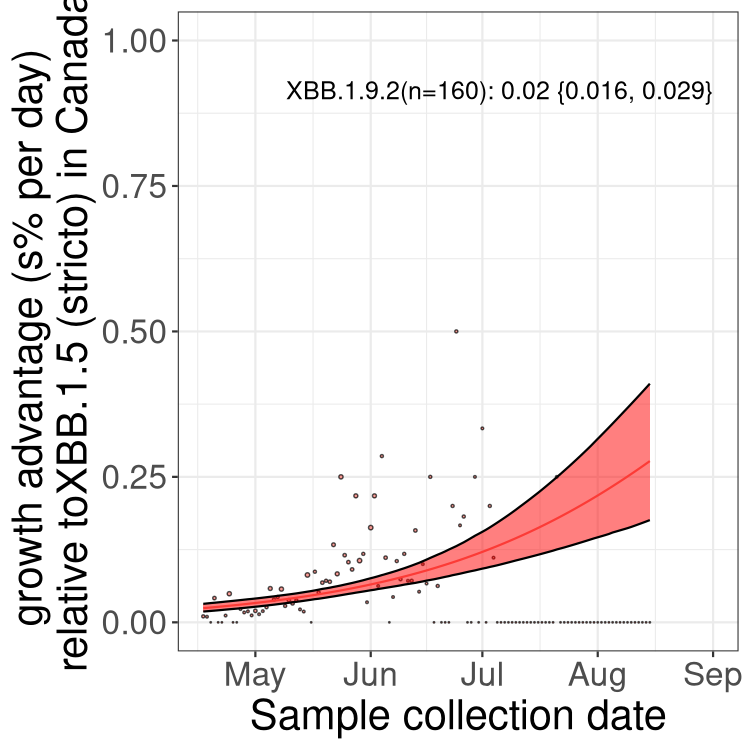 growth advantage (s% per day)
relative toXBB.1.5 (stricto) in Canada
1.00
0.75
0.50
0.25
0.00
XBB.1.9.2(n=160): 0.02 {0.016, 0.029}
May Jun Jul Aug Sep
Sample collection date